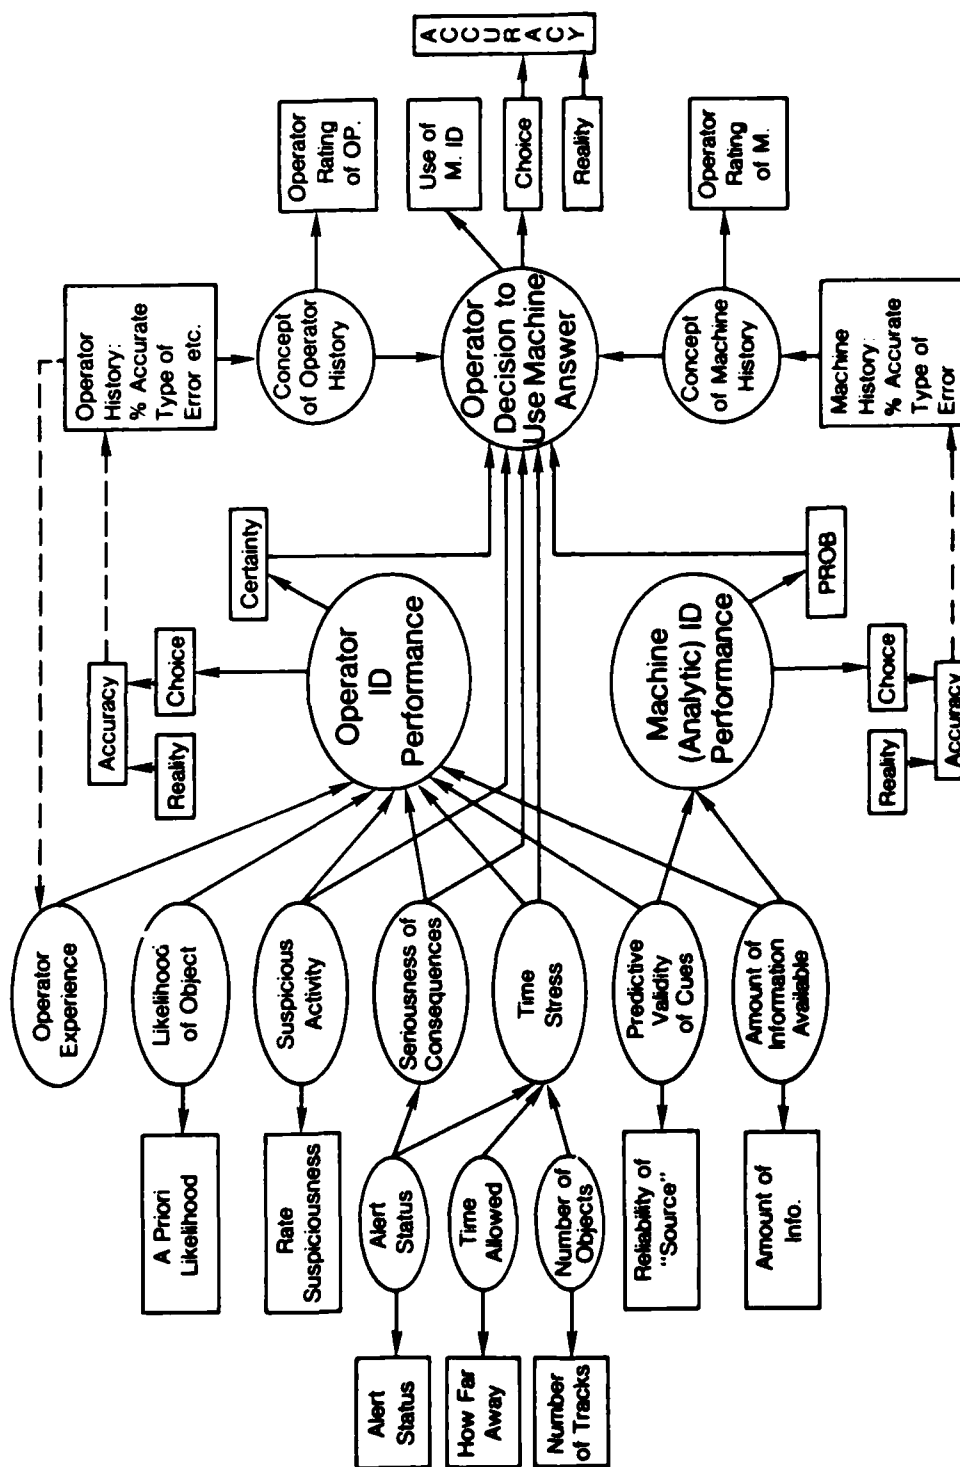 Alert
Status
How Far
Away
Number
of Tracks
A Priori
Likelihood
Rate
Suspiciousness
Alert
Status
Time
Allowed
Number of
Objects
Reliability of
"Source"
Amount of
Info.
Operator
Experience
Likelihood
of Object
Suspicious
Activity
Seriousness of
Consequences
Time
Stress
Predictive
Validity
of Cues
Amount of
Information
Available
Reality
Choice
Accuracy
Operator
ID
Performance
Certainty
Machine
(Analytic) ID
Performance
PROB
Reality
Choice
Accuracy
Operator
History:
% Accurate
Type of
Error etc.
Concept
of Operator
History
Operator
Rating
of OP.
Operator
Decision to
Use Machine
Answer
Use of
M. ID
Choice
Reality
ACCURACY
Concept
of Machine
History
Operator
Rating
of M.
Machine
History:
% Accurate
Type of
Error